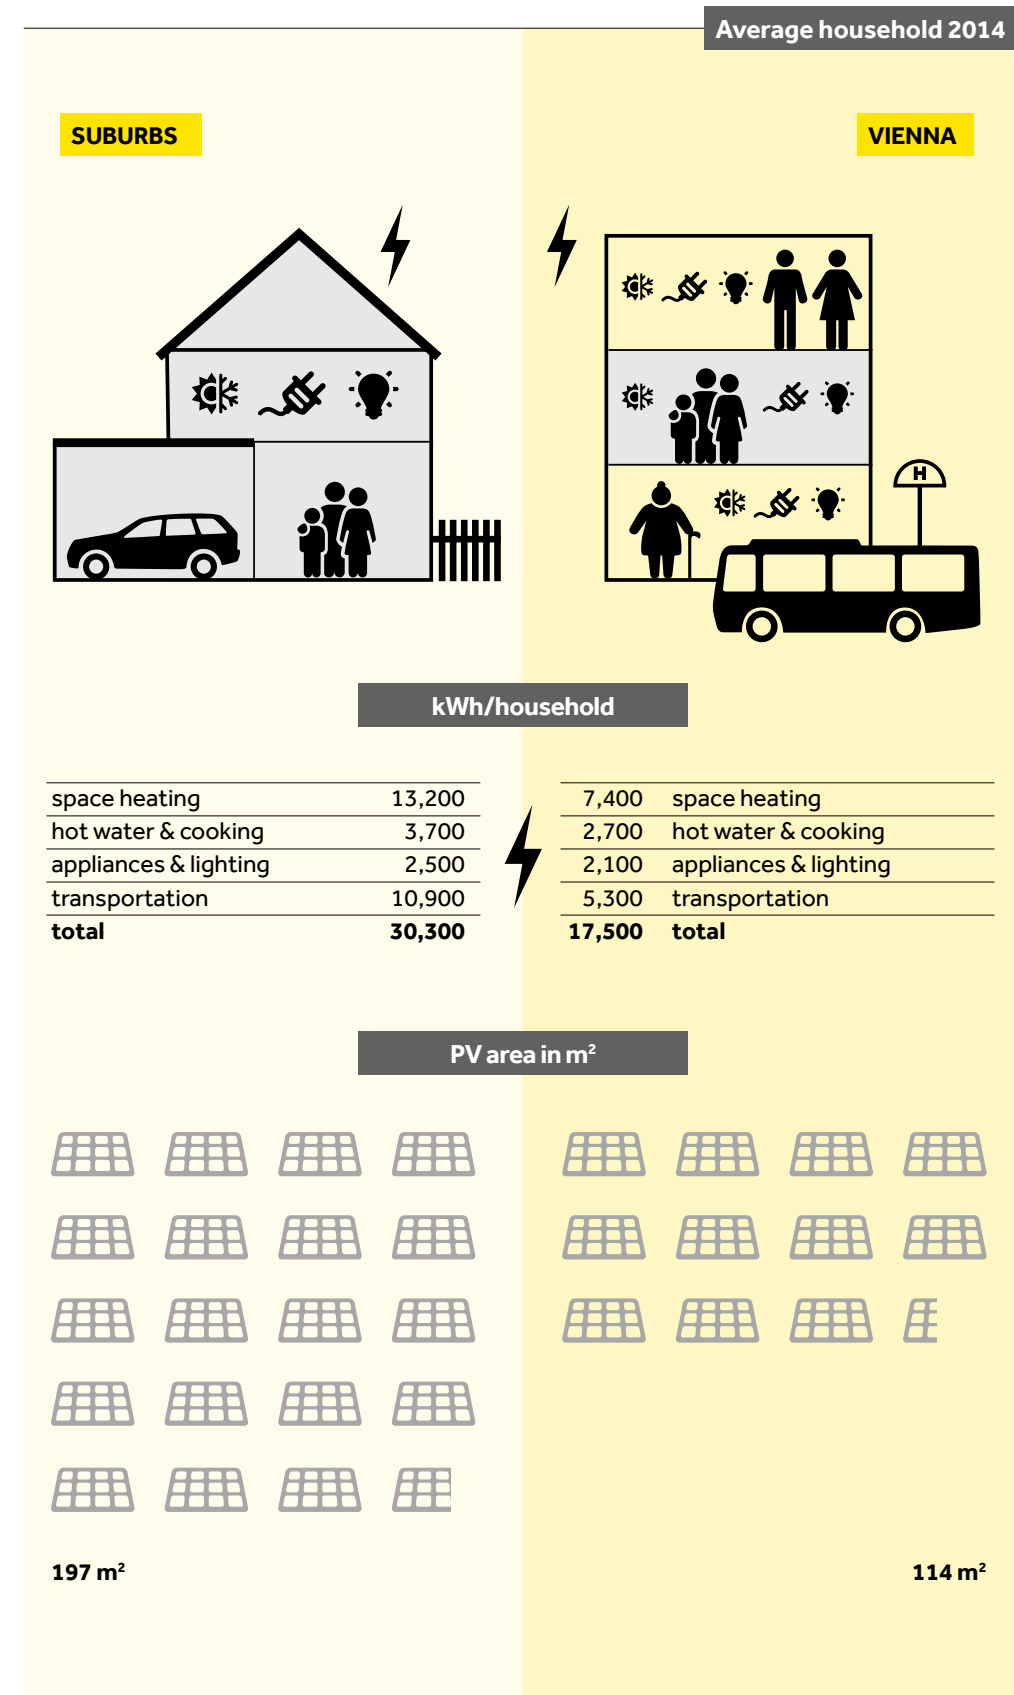 Average household 2014
SUBURBS
VIENNA
H
kWh/household
space heating 13,200
hot water & cooking 3,700
appliances & lighting 2,500
transportation 10,900
total 30,300
7,400 space heating
2,700 hot water & cooking
2,100 appliances & lighting
5,300 transportation
17,500 total
PV area in m²
197 m²
114 m²